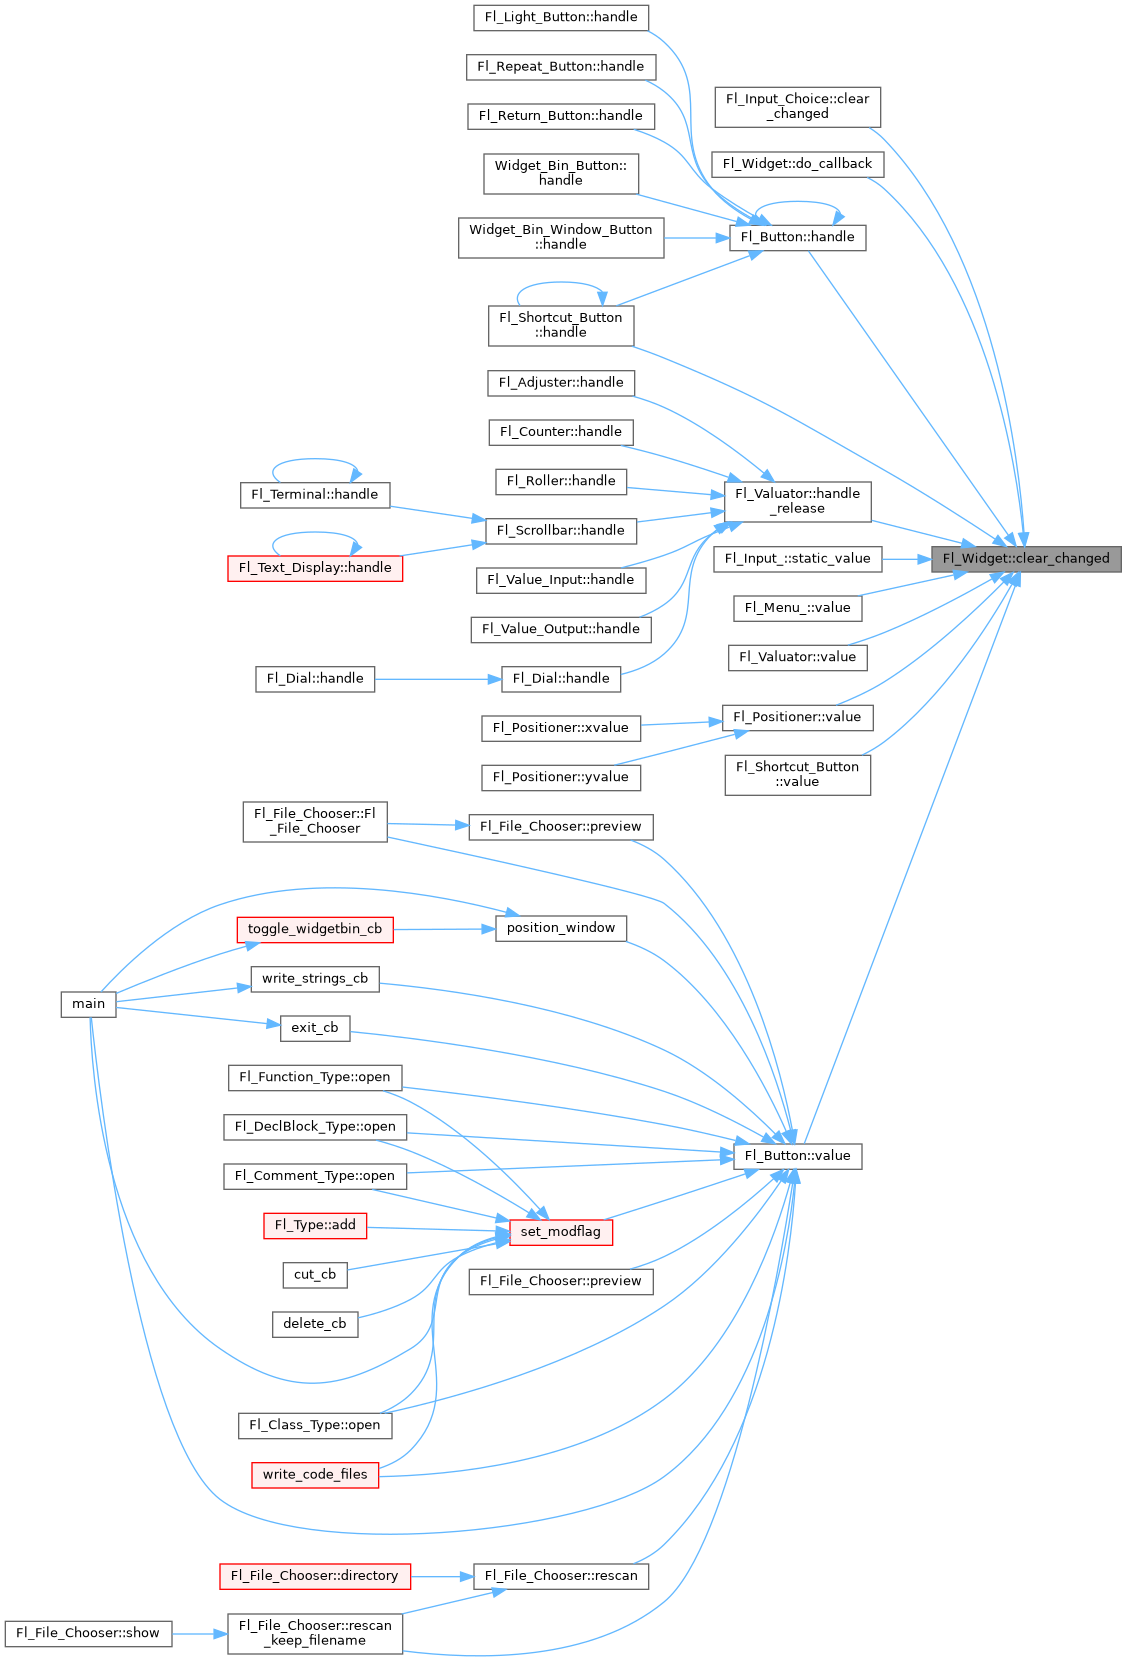 Fl_Light_Button::handle
Fl_Repeat_Button::handle
Fl_Input_Choice::clear
_changed
Fl_Return_Button::handle
Fl_Widget::do_callback
Widget_Bin_Button::
handle
Widget_Bin_Window_Button
::handle
Fl_Button::handle
Fl_Shortcut_Button
::handle
Fl_Adjuster::handle
Fl_Counter::handle
Fl_Roller::handle
Fl_Valuator::handle
_release
Fl_Terminal::handle
Fl_Scrollbar::handle
Fl_Text_Display::handle
Fl_Input_::static_value
Fl_Widget::clear_changed
Fl_Value_Input::handle
Fl_Menu_::value
Fl_Value_Output::handle
Fl_Valuator::value
Fl_Dial::handle
Fl_Dial::handle
Fl_Positioner::value
Fl_Positioner::xvalue
Fl_Shortcut_Button
::value
Fl_Positioner::yvalue
Fl_File_Chooser::Fl
_File_Chooser
Fl_File_Chooser::preview
toggle_widgetbin_cb
position_window
write_strings_cb
main
exit_cb
Fl_Function_Type::open
Fl_DeclBlock_Type::open
Fl_Button::value
Fl_Comment_Type::open
Fl_Type::add
set_modflag
cut_cb
Fl_File_Chooser::preview
delete_cb
Fl_Class_Type::open
write_code_files
Fl_File_Chooser::directory
Fl_File_Chooser::rescan
Fl_File_Chooser::show
Fl_File_Chooser::rescan
_keep_filename